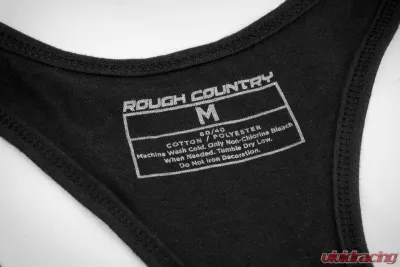 ROUGH COUNTRY
M
60/40
COTTON / POLYESTER
Machine Wash Cold. Only Non-Chlorine Bleach
When Needed. Tumble Dry Low.
Do Not Iron Decoration.
vividracing